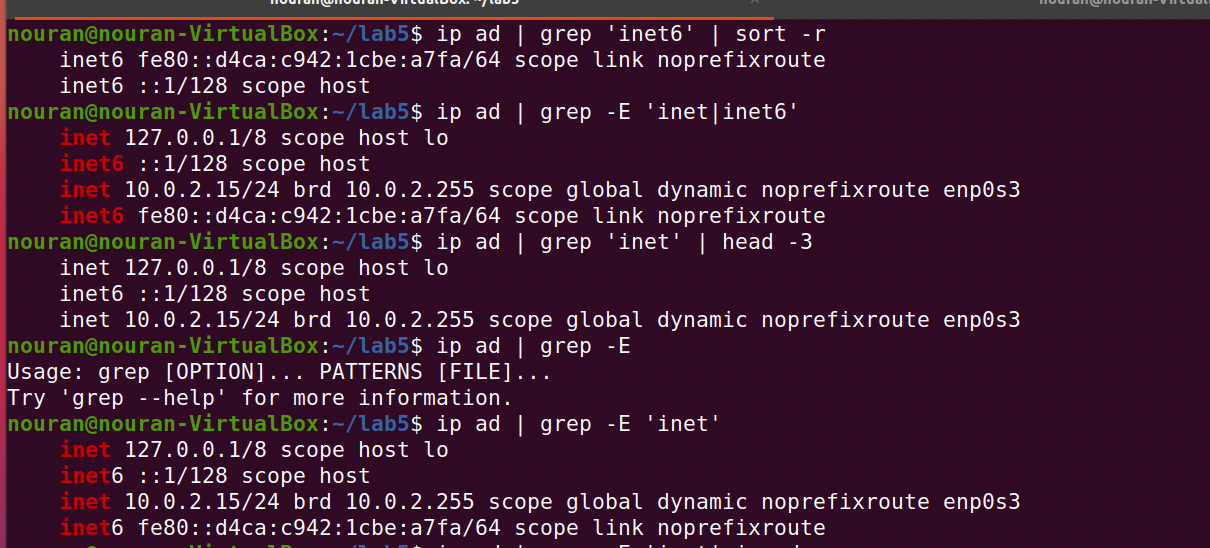 nouran@nouran-VirtualBox: ~/lab5
nouran@nouran-VirtualBox:~/lab5$ ip ad | grep 'inet6' | sort -r
    inet6 fe80::d4ca:c942:1cbe:a7fa/64 scope link noprefixroute
    inet6 ::1/128 scope host
nouran@nouran-VirtualBox:~/lab5$ ip ad | grep -E 'inet|inet6'
    inet 127.0.0.1/8 scope host lo
    inet6 ::1/128 scope host
    inet 10.0.2.15/24 brd 10.0.2.255 scope global dynamic noprefixroute enp0s3
    inet6 fe80::d4ca:c942:1cbe:a7fa/64 scope link noprefixroute
nouran@nouran-VirtualBox:~/lab5$ ip ad | grep 'inet' | head -3
    inet 127.0.0.1/8 scope host lo
    inet6 ::1/128 scope host
    inet 10.0.2.15/24 brd 10.0.2.255 scope global dynamic noprefixroute enp0s3
nouran@nouran-VirtualBox:~/lab5$ ip ad | grep -E
Usage: grep [OPTION]... PATTERNS [FILE]...
Try 'grep --help' for more information.
nouran@nouran-VirtualBox:~/lab5$ ip ad | grep -E 'inet'
    inet 127.0.0.1/8 scope host lo
    inet6 ::1/128 scope host
    inet 10.0.2.15/24 brd 10.0.2.255 scope global dynamic noprefixroute enp0s3
    inet6 fe80::d4ca:c942:1cbe:a7fa/64 scope link noprefixroute